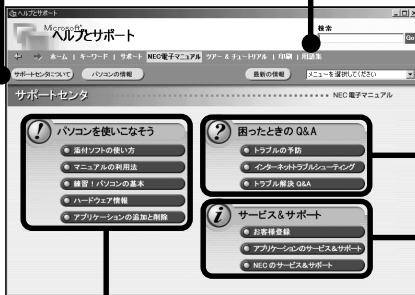 ヘルプとサポート
Microsoft
ヘルプとサポート
検索
Go
ホーム | キーワード | サポート | NEC電子マニュアル ツアー & チュートリアル | 印刷 | 用語集
サポートセンタについて パソコンの情報 最新の情報 メニューを選択してください
サポートセンタ NEC 電子マニュアル
パソコンを使いこなそう
添付ソフトの使い方
マニュアルの利用法
練習!パソコンの基本
ハードウェア情報
アプリケーションの追加と削除
困ったときの Q&A
トラブルの予防
インターネットトラブルシューティング
トラブル解決 Q&A
サービス&サポート
お客様登録
アプリケーションのサービス&サポート
NEC のサービス&サポート